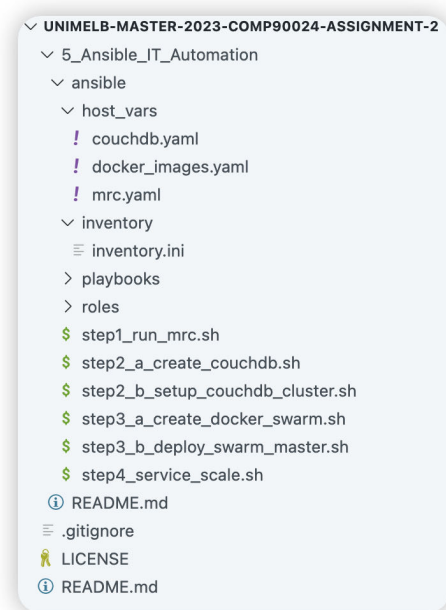 UNIMELB-MASTER-2023-COMP90024-ASSIGNMENT-2
5_Ansible_IT_Automation
ansible
host_vars
! couchdb.yaml
! docker_images.yaml
! mrc.yaml
inventory
inventory.ini
playbooks
roles
$ step1_run_mrc.sh
$ step2_a_create_couchdb.sh
$ step2_b_setup_couchdb_cluster.sh
$ step3_a_create_docker_swarm.sh
$ step3_b_deploy_swarm_master.sh
$ step4_service_scale.sh
README.md
.gitignore
LICENSE
README.md